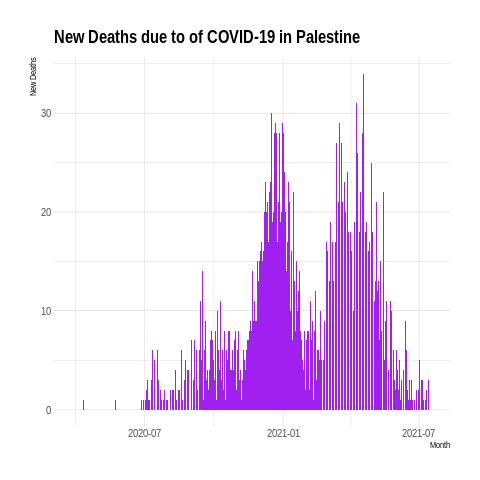 New Deaths due to of COVID-19 in Palestine
New Deaths
30
20
10
0
2020-07
2021-01
2021-07
Month